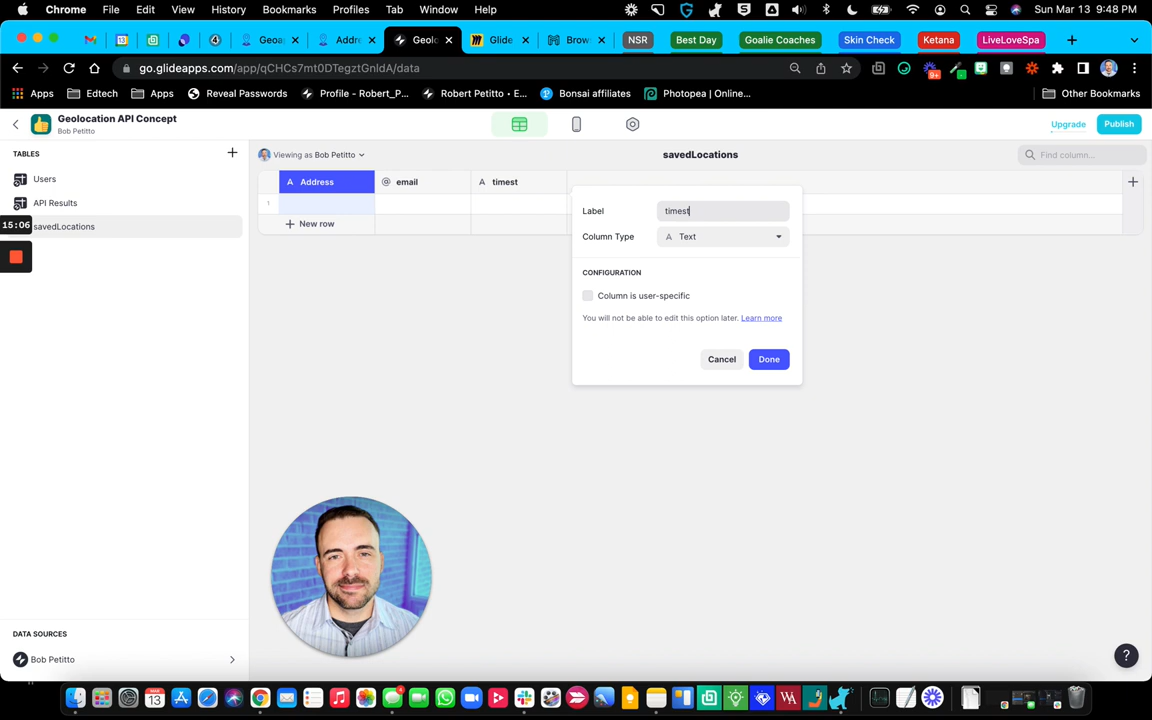 Chrome File Edit View History Bookmarks Profiles Tab Window Help Sun Mar 13 9:48 PM
Geoa Addre Geolo Glide Brow NSR Best Day Goalie Coaches Skin Check Ketana LiveLoveSpa
go.glideapps.com/app/qCHCs7mt0DTegztGnldA/data 9+
Apps Edtech Apps Reveal Passwords Profile - Robert_P... Robert Petitto • E... Bonsai affiliates Photopea | Online... Other Bookmarks
Geolocation API Concept
Bob Petitto
Upgrade Publish
TABLES
Viewing as Bob Petitto
savedLocations
Find column...
Users
A Address
@ email
A timest
API Results
1
15:06
savedLocations
New row
Label timest
Column Type A Text
CONFIGURATION
Column is user-specific
You will not be able to edit this option later. Learn more
Cancel Done
DATA SOURCES
Bob Petitto
?